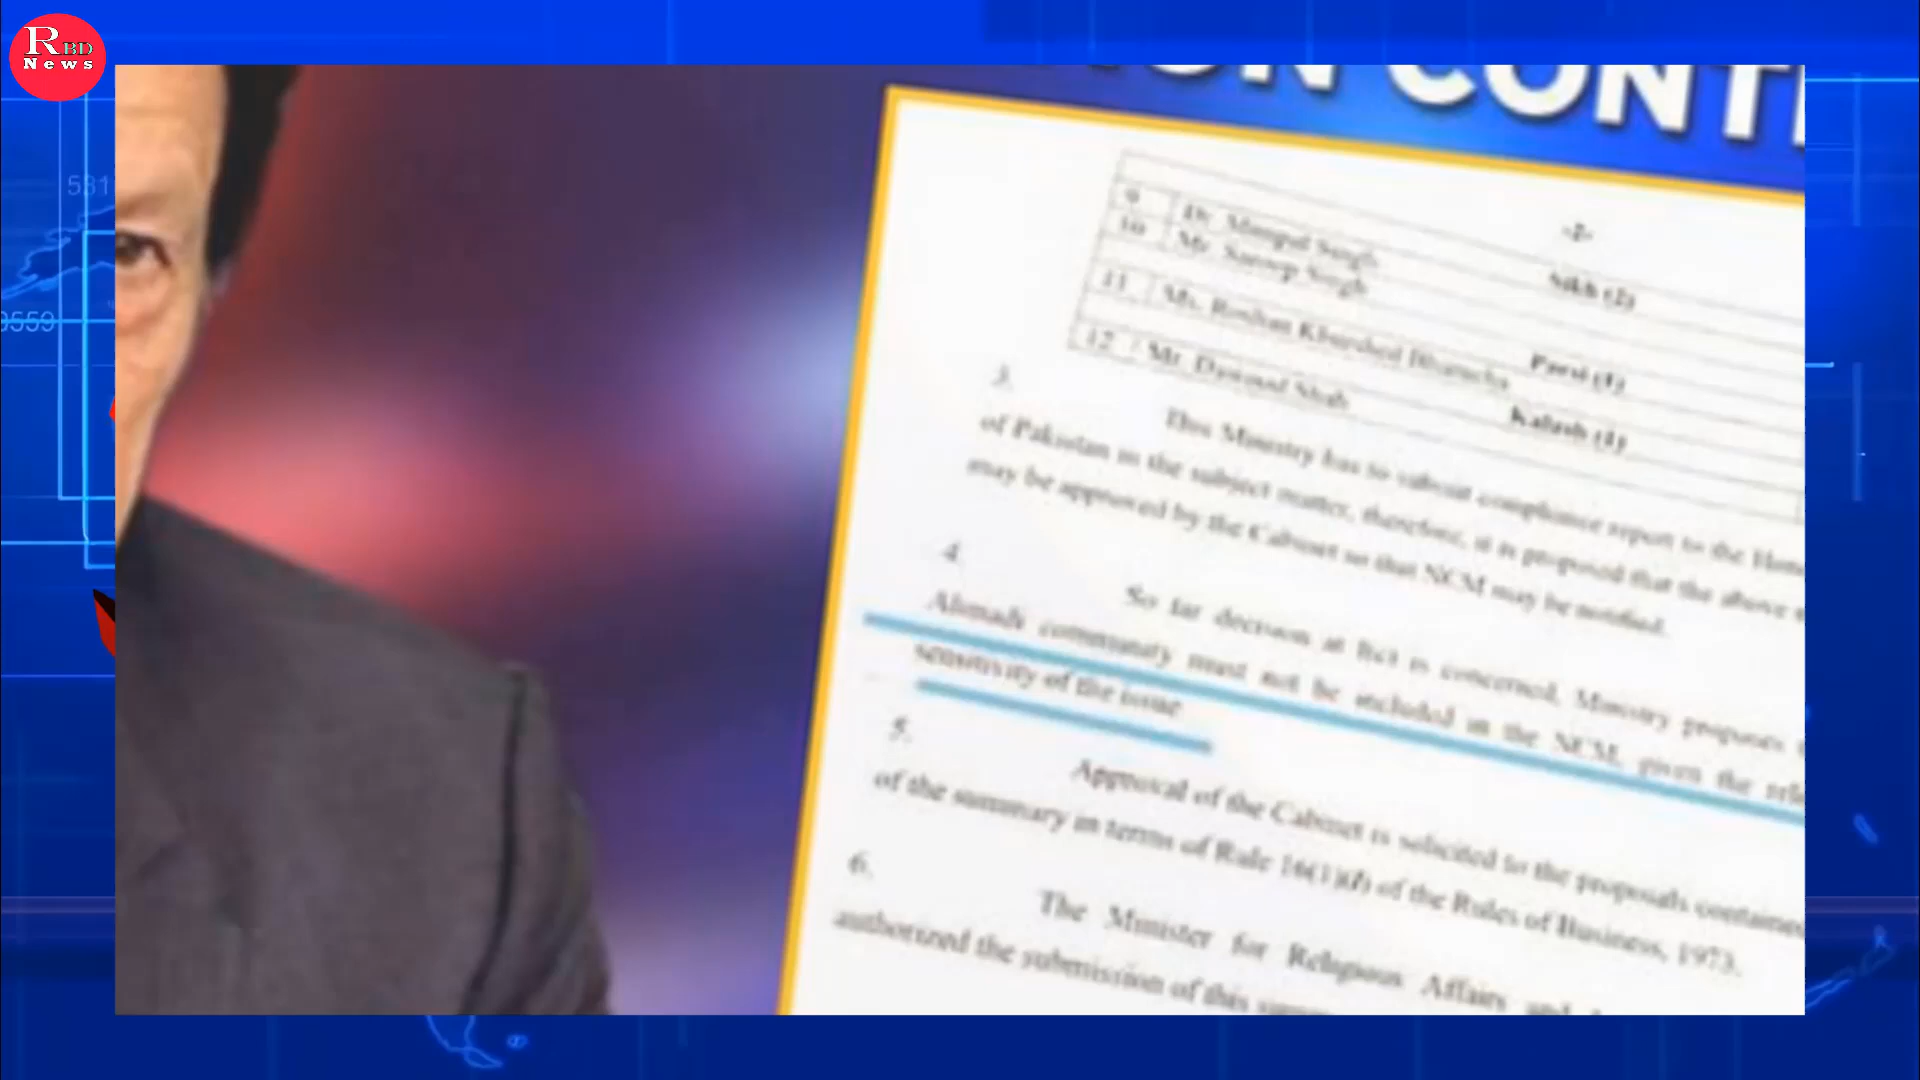 RBD
News
5317
9559
ON CONT
-2-
Sikh (2)
9 Dr. Mimpal Singh
10 Mr. Saroop Singh
Parsi (1)
11 Ms. Roshan Khurshed Bharucha
Kalash (1)
12 Mr. Dawood Shah
3. This Ministry has to submit compliance report to the Hono
of Pakistan in the subject matter, therefore, it is proposed that the above
may be approved by the Cabinet so that NCM may be notified.
4. So far decision at is concerned, Ministry proposes
Ahmadi community must not be included in the NCM, given the
sensitivity of the issue
5. Approval of the Cabinet is solicited to the proposals contained
of the summary in terms of Rule 16(1)(d) of the Rules of Business, 1973.
6. The Minister for Religious Affairs and
authorized the submission of this